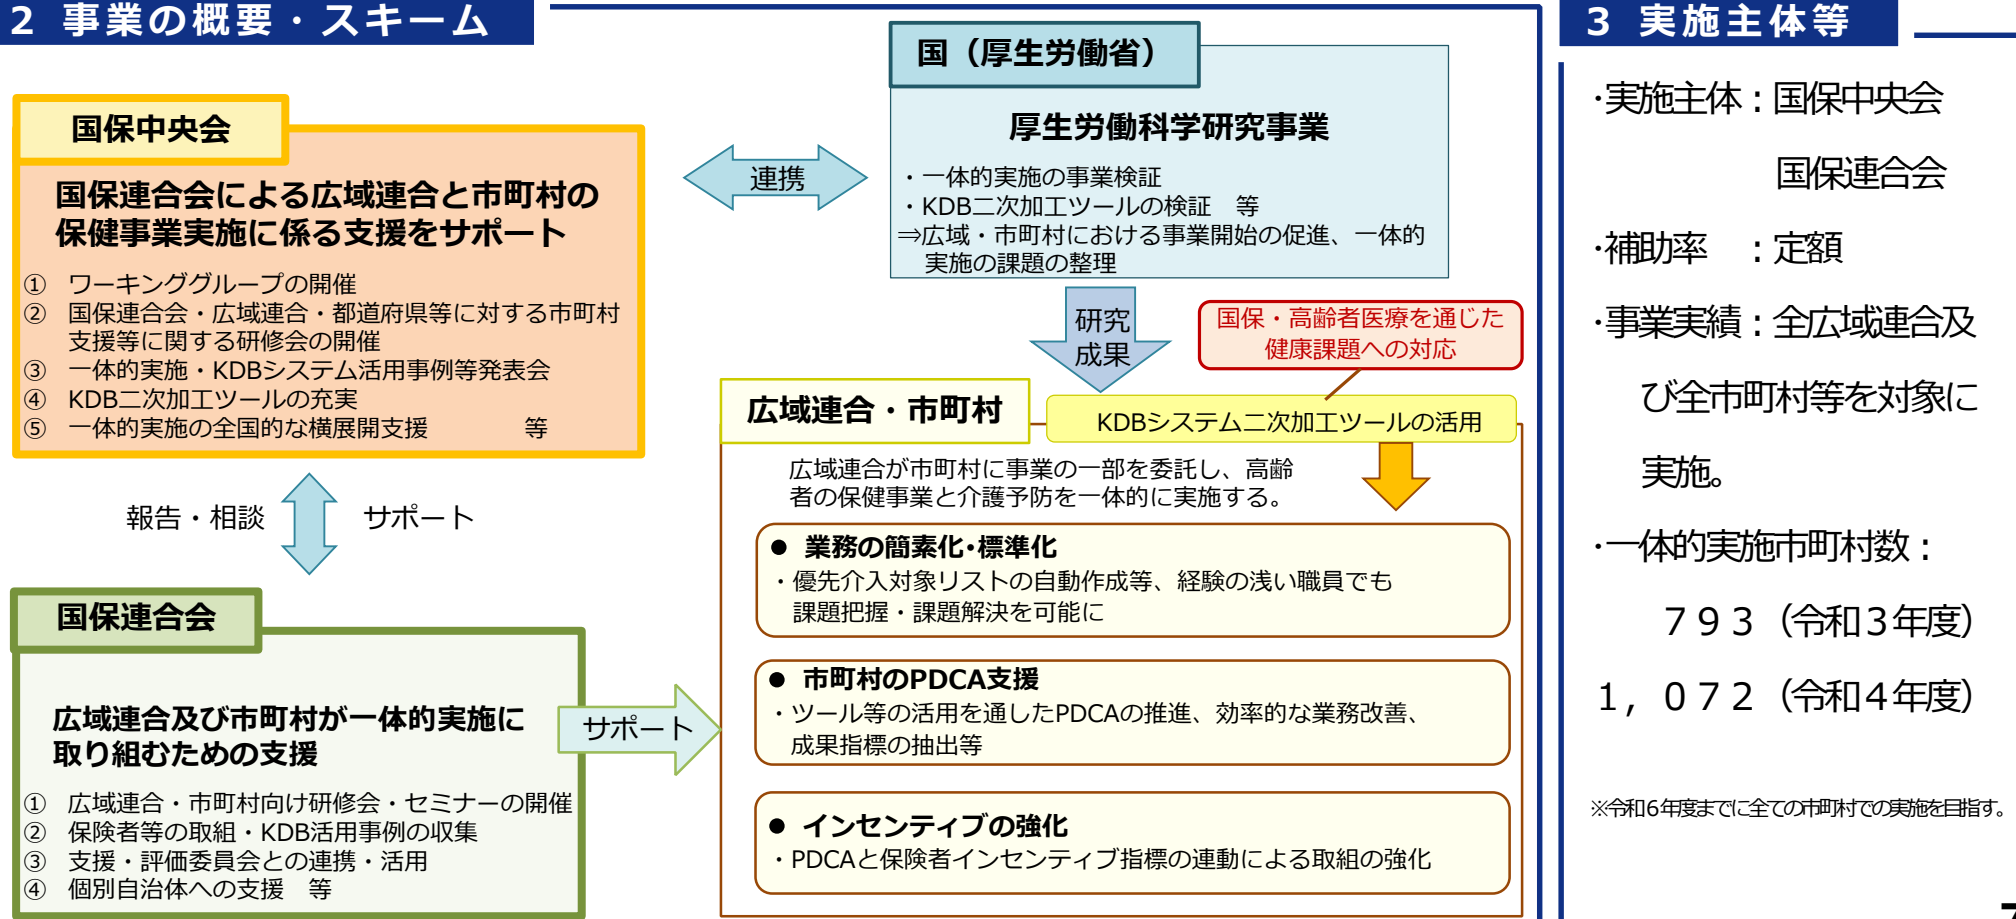 2 事業の概要・スキーム
国保中央会
国保連合会による広域連合と市町村の
保健事業実施に係る支援をサポート
① ワーキンググループの開催
② 国保連合会・広域連合・都道府県等に対する市町村
支援等に関する研修会の開催
③ 一体的実施・KDBシステム活用事例等発表会
④ KDB二次加工ツールの充実
⑤ 一体的実施の全国的な横展開支援 等
連携
国（厚生労働省）
厚生労働科学研究事業
・一体的実施の事業検証
・KDB二次加工ツールの検証 等
⇒広域・市町村における事業開始の促進、一体的
実施の課題の整理
研究
成果
国保・高齢者医療を通じた
健康課題への対応
報告・相談
サポート
国保連合会
広域連合及び市町村が一体的実施に
取り組むための支援
① 広域連合・市町村向け研修会・セミナーの開催
② 保険者等の取組・KDB活用事例の収集
③ 支援・評価委員会との連携・活用
④ 個別自治体への支援 等
サポート
広域連合・市町村
KDBシステム二次加工ツールの活用
広域連合が市町村に事業の一部を委託し、高齢
者の保健事業と介護予防を一体的に実施する。
● 業務の簡素化･標準化
・優先介入対象リストの自動作成等、経験の浅い職員でも
課題把握・課題解決を可能に
● 市町村のPDCA支援
・ツール等の活用を通したPDCAの推進、効率的な業務改善、
成果指標の抽出等
● インセンティブの強化
・PDCAと保険者インセンティブ指標の連動による取組の強化
3 実施主体等
･実施主体：国保中央会
国保連合会
･補助率 ：定額
･事業実績：全広域連合及
び全市町村等を対象に
実施。
･一体的実施市町村数：
７９３（令和３年度）
１，０７２（令和４年度）
※令和６年度までに全ての市町村での実施を目指す。